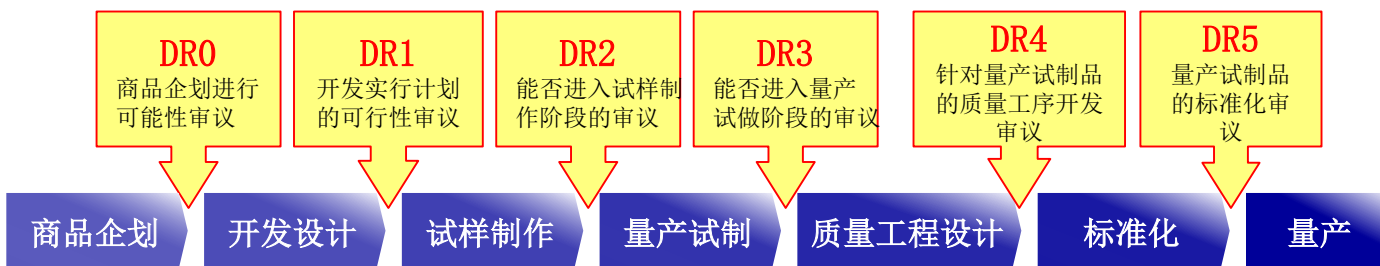 DR0
商品企划进行
可能性审议
DR1
开发实行计划
的可行性审议
DR2
能否进入试样制
作阶段的审议
DR3
能否进入量产
试做阶段的审议
DR4
针对量产试制品
的质量工序开发
审议
DR5
量产试制品
的标准化审
议
商品企划
开发设计
试样制作
量产试制
质量工程设计
标准化
量产